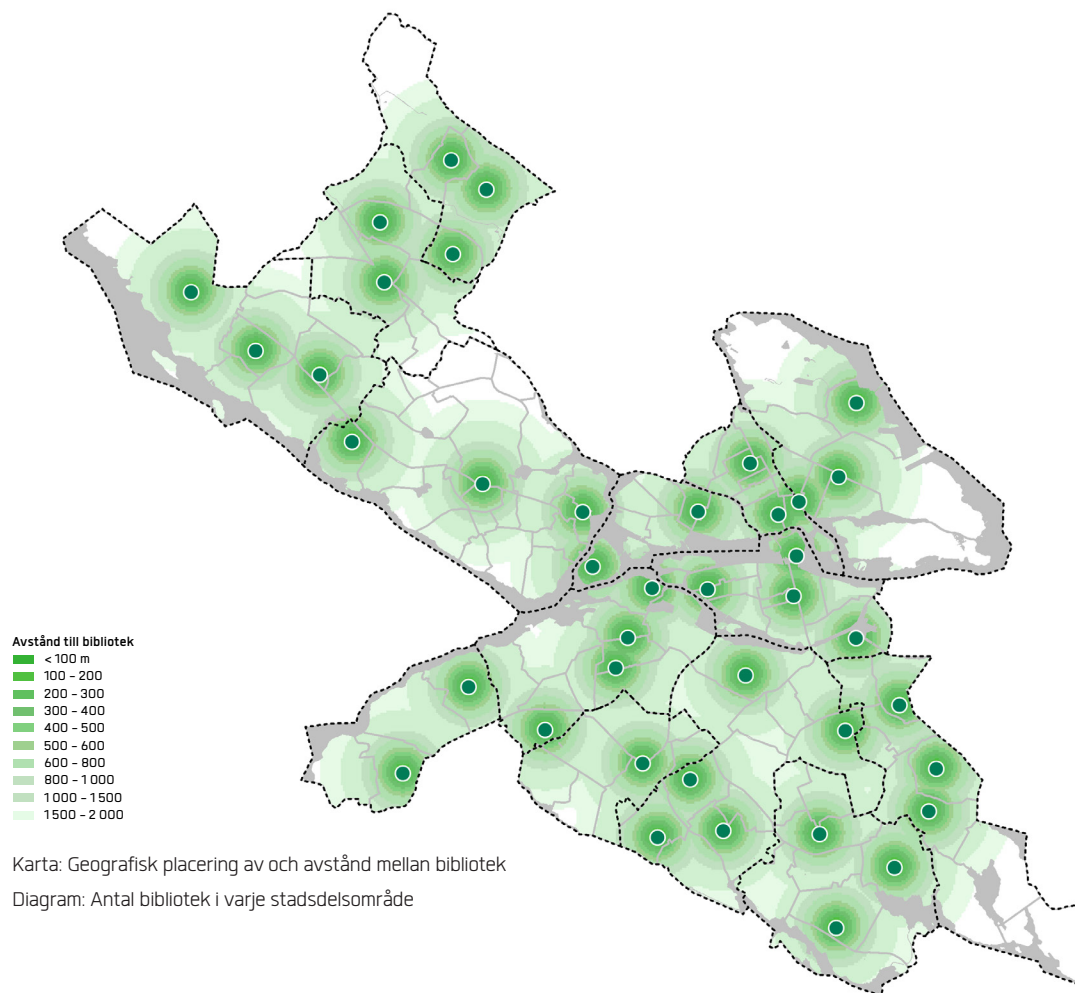 Avstånd till bibliotek
< 100 m
100 – 200
200 – 300
300 – 400
400 – 500
500 – 600
600 – 800
800 – 1 000
1 000 – 1 500
1 500 – 2 000
Karta: Geografisk placering av och avstånd mellan bibliotek
Diagram: Antal bibliotek i varje stadsdelsområde